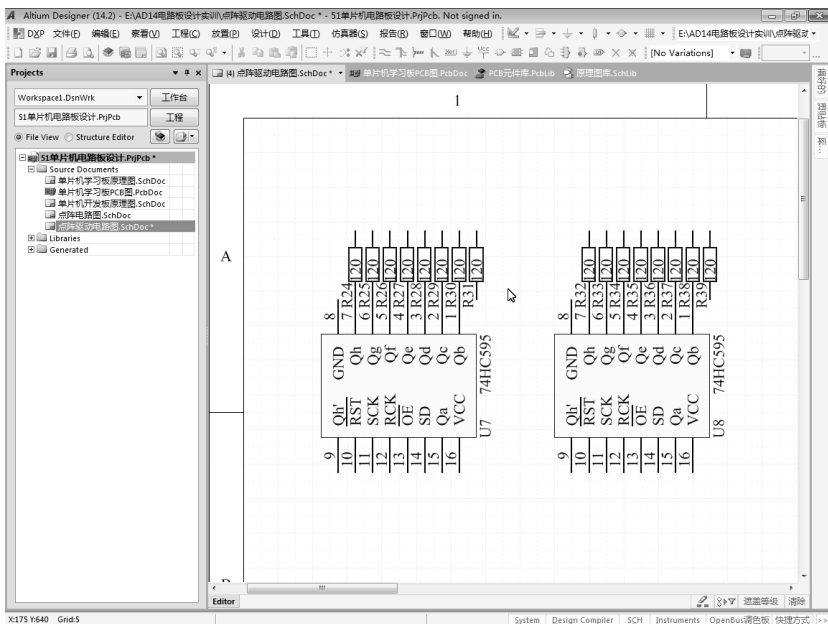 Altium Designer (14.2) - E:\AD14电路板设计实训\点阵驱动电路图.SchDoc * - 51单片机电路板设计.PrjPcb. Not signed in.
DXP 文件(F) 编辑(E) 察看(V) 工程(C) 放置(P) 设计(D) 工具(T) 仿真器(S) 报告(R) 窗口(W) 帮助(H) E:\AD14电路板设计实训\点阵驱
[No Variations]
Projects
(4) 点阵驱动电路图.SchDoc * 单片机学习板PCB图.PcbDoc PCB元件库.PcbLib 原理图库.SchLib
Workspace1.DsnWrk 工作台
51单片机电路板设计.PrjPcb 工程
File View Structure Editor
51单片机电路板设计.PrjPcb *
Source Documents
单片机学习板原理图.SchDoc
单片机学习板PCB图.PcbDoc
单片机开发板原理图.SchDoc
点阵电路图.SchDoc
点阵驱动电路图.SchDoc *
Libraries
Generated
1
A
120 120 120 120 120 120 120 120
R24 R25 R26 R27 R28 R29 R30 R31
8 7 6 5 4 3 2 1
GND Qh Qg Qf Qe Qd Qc Qb
74HC595
Qh' RST SCK RCK OE SD Qa VCC
U7
9 10 11 12 13 14 15 16
120 120 120 120 120 120 120 120
R32 R33 R34 R35 R36 R37 R38 R39
8 7 6 5 4 3 2 1
GND Qh Qg Qf Qe Qd Qc Qb
74HC595
Qh' RST SCK RCK OE SD Qa VCC
U8
9 10 11 12 13 14 15 16
Editor 遮盖等级 清除
X:175 Y:640 Grid:5 System Design Compiler SCH Instruments OpenBus调色板 快捷方式 >>